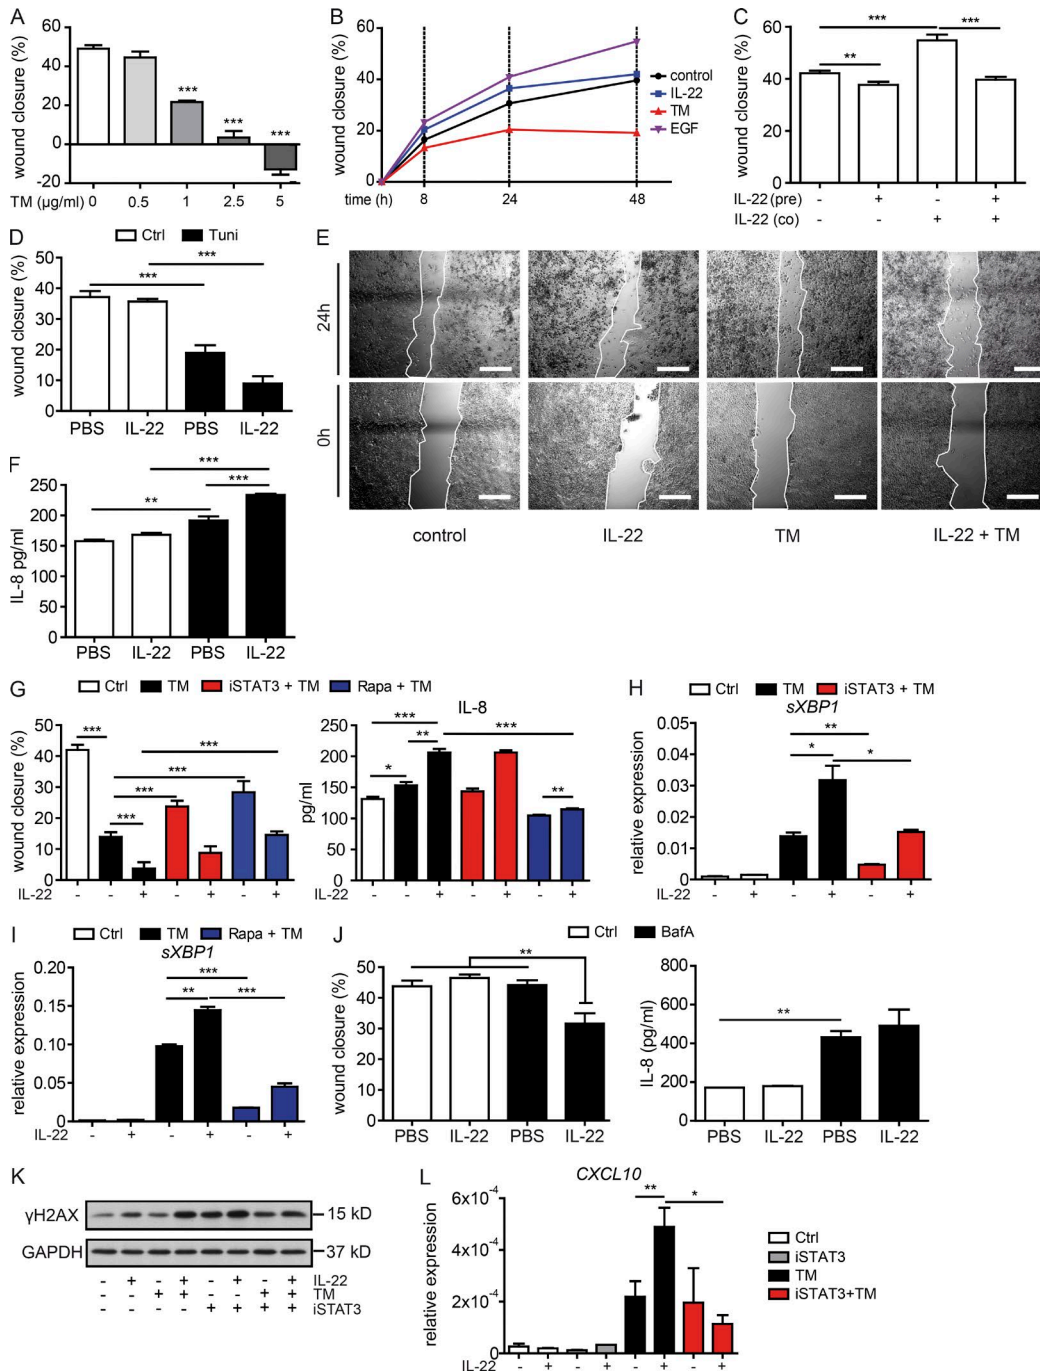 A
wound closure (%)
60
40
20
0
-20
***
***
***
TM (µg/ml)
0
0.5
1
2.5
5
B
wound closure (%)
60
40
20
0
control
IL-22
TM
EGF
time (h)
8
24
48
C
wound closure (%)
60
40
20
0
***
***
**
IL-22 (pre)
-
+
-
+
IL-22 (co)
-
-
+
+
D
Ctrl
Tuni
wound closure (%)
50
40
30
20
10
0
***
***
PBS
IL-22
PBS
IL-22
E
24h
0h
control
IL-22
TM
IL-22 + TM
F
IL-8 pg/ml
250
200
150
100
50
0
***
***
**
PBS
IL-22
PBS
IL-22
G
Ctrl
TM
iSTAT3 + TM
Rapa + TM
wound closure (%)
50
40
30
20
10
0
***
***
***
***
***
IL-22
-
-
+
-
+
-
+
IL-8
pg/ml
250
200
150
100
50
0
***
***
**
*
**
IL-22
-
-
+
-
+
-
+
H
Ctrl
TM
iSTAT3 + TM
sXBP1
relative expression
0.05
0.04
0.03
0.02
0.01
0
**
*
*
IL-22
-
+
-
+
-
+
I
Ctrl
TM
Rapa + TM
sXBP1
relative expression
0.20
0.15
0.10
0.05
0
***
**
***
IL-22
-
+
-
+
-
+
J
Ctrl
BafA
wound closure (%)
50
40
30
20
10
0
**
PBS
IL-22
PBS
IL-22
IL-8 (pg/ml)
800
600
400
200
0
**
PBS
IL-22
PBS
IL-22
K
γH2AX
15 kD
GAPDH
37 kD
- + - + - + - + IL-22
- - + + - - + + TM
- - - - + + + + iSTAT3
L
CXCL10
relative expression
6x10-4
4x10-4
2x10-4
0
**
*
Ctrl
iSTAT3
TM
iSTAT3+TM
IL-22
-
+
-
+
-
+
-
+